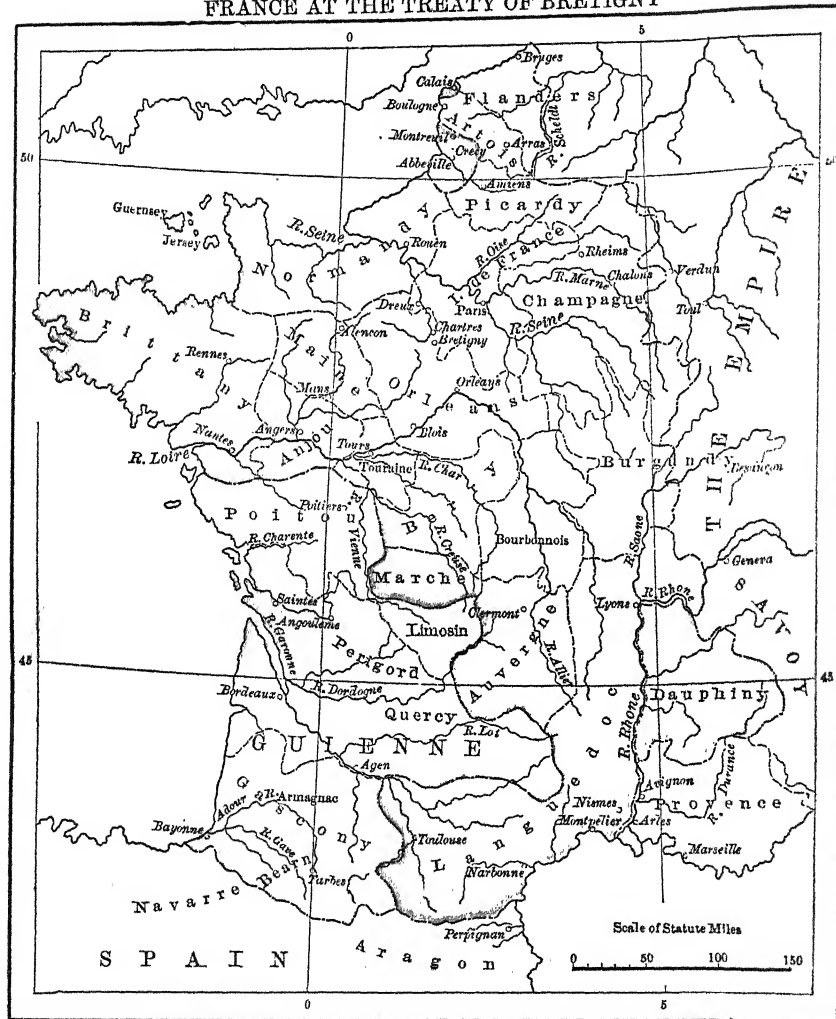 FRANCE AT THE TREATY OF BRETIGNY
0 5
Bruges
Calais
Flanders
Boulogne
Artois
R. Scheldt
Montreuil
Arras
Crecy
50
Abbeville
Amiens
Picardy
Guernsey
Jersey
R. Seine
Rouen
Normandy
R. Oise
I. de France
Rheims
R. Marne
Chalons
Verdun
Champagne
Toul
THE EMPIRE
Paris
Dreux
R. Seine
Brittany
Alencon
Chartres
Bretigny
Maine
Rennes
Orleans
Mans
Orleans
Angers
Anjou
Blois
Nantes
Tours
R. Loire
Touraine
R. Char
Burgundy
Besançon
Poitiers
Poitou
R. Vienne
Berry
R. Creuse
Bourbonnois
R. Saone
R. Charente
Geneva
Marche
SAVOY
R. Rhone
Saintes
Clermont
Lyons
Angouleme
Limosin
R. Garonne
Perigord
Auvergne
R. Allier
45
45
R. Dordogne
Dauphiny
Bordeaux
Quercy
R. Lot
R. Rhone
GUIENNE
Languedoc
Agen
Gascony
Adour R.
Armagnac
Avignon
R. Durance
Nismes
Provence
Bayonne
Montpelier
Arles
R. Gave
Toulouse
Marseille
Navarre
Bearn
Tarbes
Narbonne
Perpignan
Scale of Statute Miles
SPAIN
Aragon
0 50 100 150
0 5